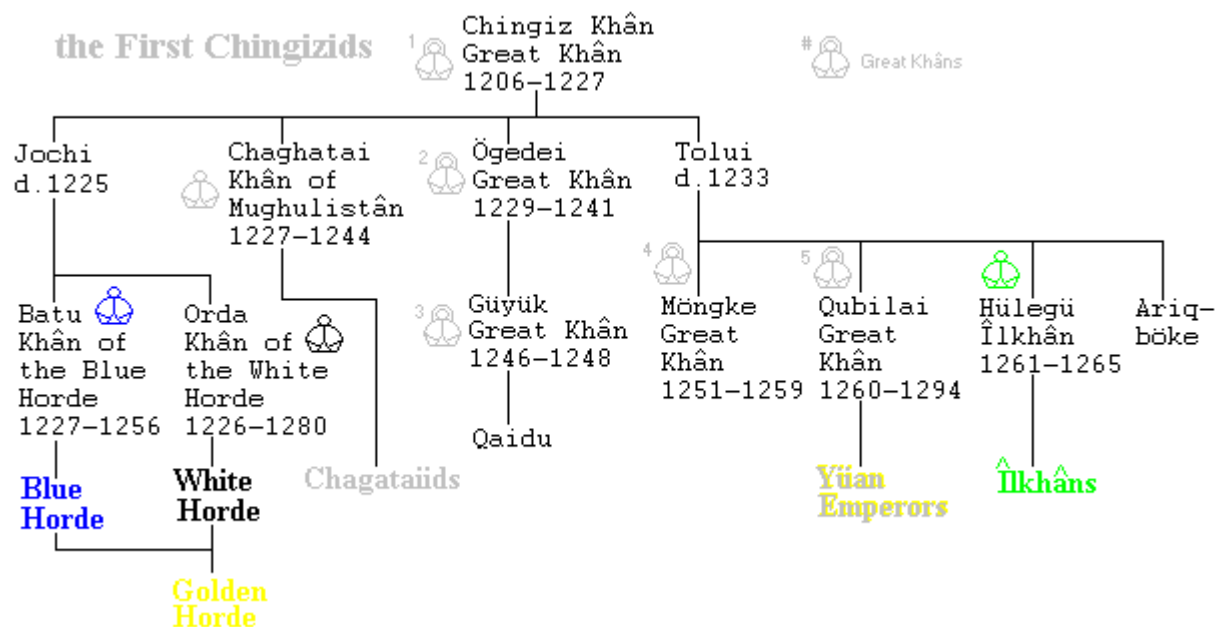 the First Chingizids
1
Chingiz Khân
Great Khân
1206–1227
#
Great Khâns
Jochi
d.1225
Chaghatai
Khân of
Mughulistân
1227–1244
2
Ögedei
Great Khân
1229–1241
Tolui
d.1233
Batu
Khân of
the Blue
Horde
1227–1256
Orda
Khân of
the White
Horde
1226–1280
3
Güyük
Great Khân
1246–1248
4
Möngke
Great
Khân
1251–1259
5
Qubilai
Great
Khân
1260–1294
Hülegü
Îlkhân
1261–1265
Ariq-
böke
Qaidu
Blue
Horde
White
Horde
Chagataiids
Yüan
Emperors
Îlkhâns
Golden
Horde